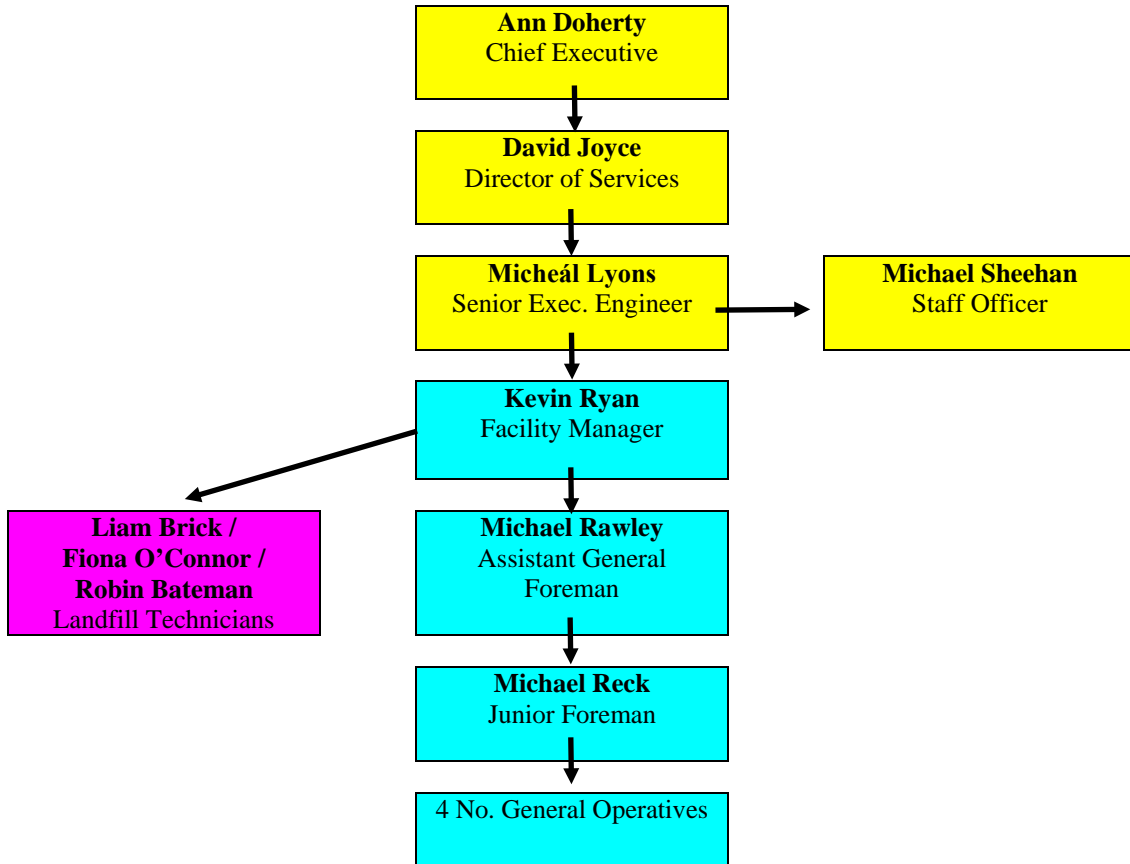 Ann Doherty
Chief Executive
David Joyce
Director of Services
Micheál Lyons
Senior Exec. Engineer
Michael Sheehan
Staff Officer
Kevin Ryan
Facility Manager
Liam Brick /
Fiona O’Connor /
Robin Bateman
Landfill Technicians
Michael Rawley
Assistant General
Foreman
Michael Reck
Junior Foreman
4 No. General Operatives